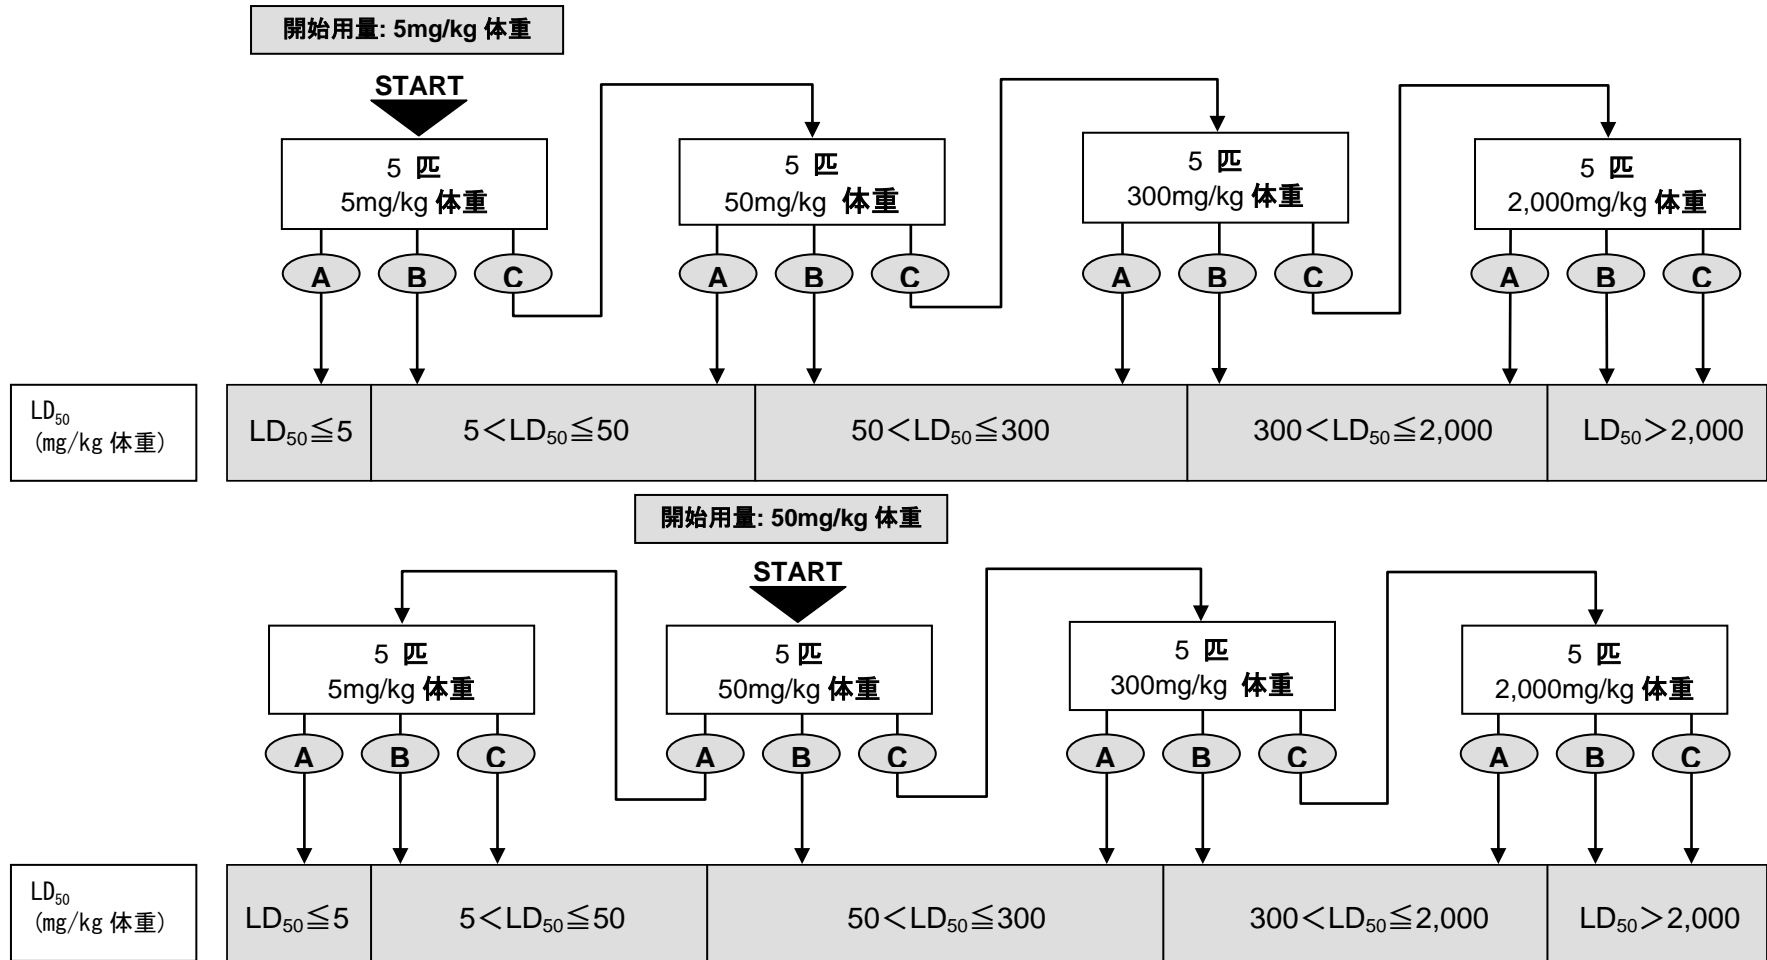 開始用量: 5mg/kg 体重
START
5 匹
5mg/kg 体重
5 匹
50mg/kg 体重
5 匹
300mg/kg 体重
5 匹
2,000mg/kg 体重
A B C A B C A B C A B C
LD50
(mg/kg 体重)
LD50≦5 5<LD50≦50 50<LD50≦300 300<LD50≦2,000 LD50>2,000
開始用量: 50mg/kg 体重
START
5 匹
5mg/kg 体重
5 匹
50mg/kg 体重
5 匹
300mg/kg 体重
5 匹
2,000mg/kg 体重
A B C A B C A B C A B C
LD50
(mg/kg 体重)
LD50≦5 5<LD50≦50 50<LD50≦300 300<LD50≦2,000 LD50>2,000